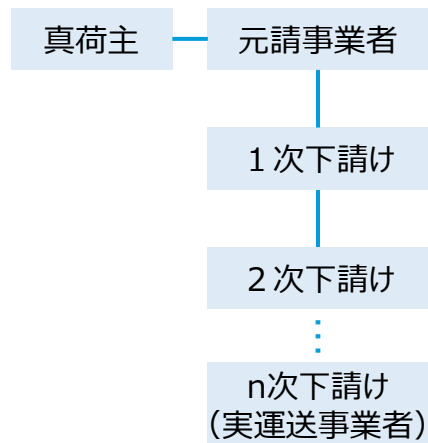 真荷主
元請事業者
１次下請け
２次下請け
n次下請け
（実運送事業者）